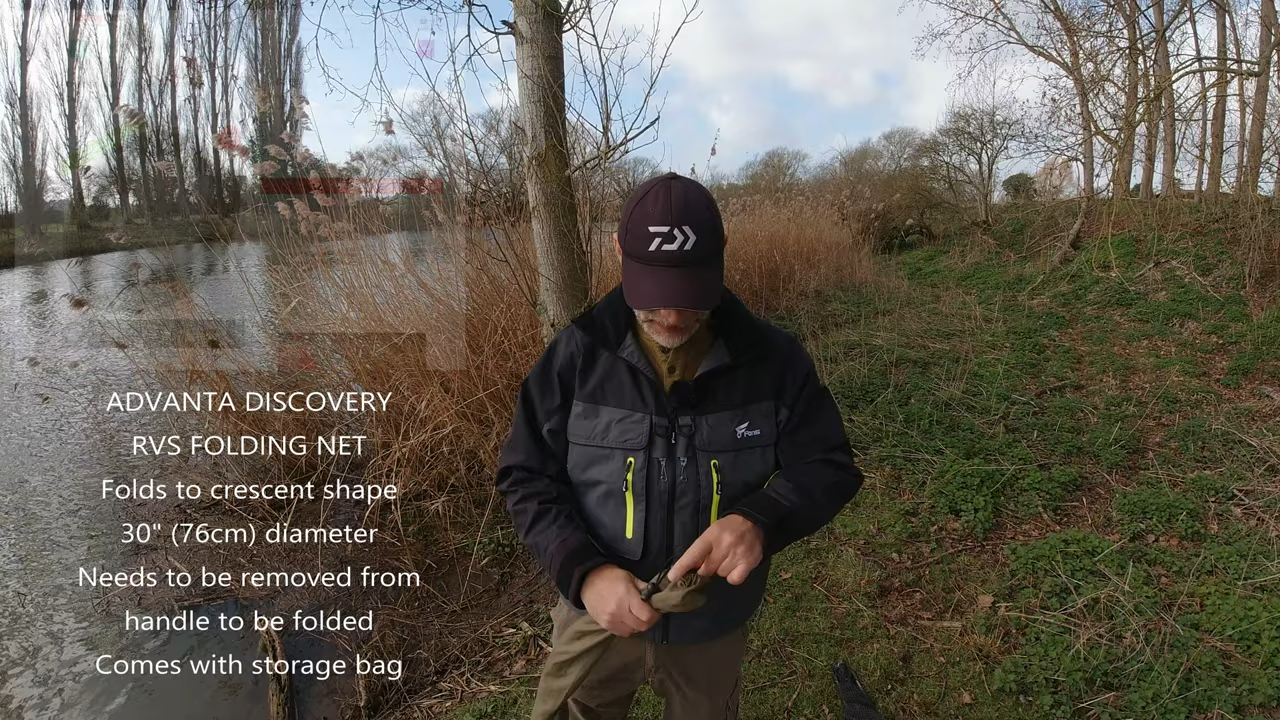 ADVANTA DISCOVERY
RVS FOLDING NET
Folds to crescent shape
30" (76cm) diameter
Needs to be removed from
handle to be folded
Comes with storage bag